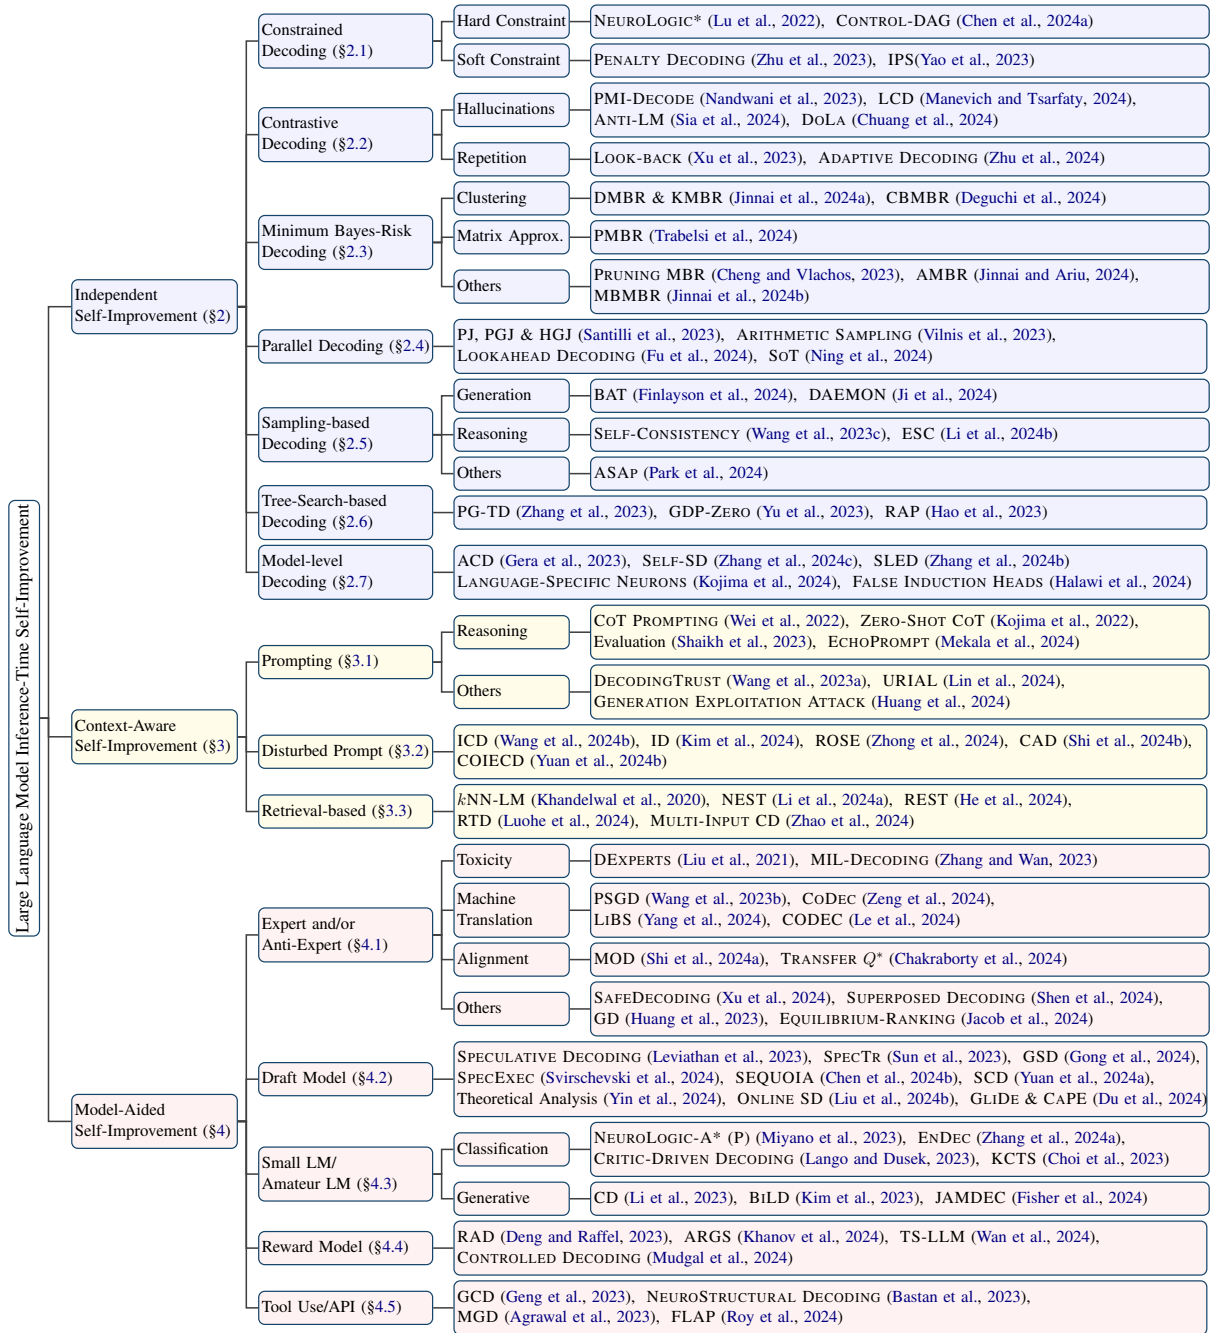 Large Language Model Inference-Time Self-Improvement
Independent
Self-Improvement (§2)
Constrained
Decoding (§2.1)
Hard Constraint
NEUROLOGIC* (Lu et al., 2022), CONTROL-DAG (Chen et al., 2024a)
Soft Constraint
PENALTY DECODING (Zhu et al., 2023), IPS(Yao et al., 2023)
Contrastive
Decoding (§2.2)
Hallucinations
PMI-DECODE (Nandwani et al., 2023), LCD (Manevich and Tsarfaty, 2024),
ANTI-LM (Sia et al., 2024), DOLA (Chuang et al., 2024)
Repetition
LOOK-BACK (Xu et al., 2023), ADAPTIVE DECODING (Zhu et al., 2024)
Minimum Bayes-Risk
Decoding (§2.3)
Clustering
DMBR & KMBR (Jinnai et al., 2024a), CBMBR (Deguchi et al., 2024)
Matrix Approx.
PMBR (Trabelsi et al., 2024)
Others
PRUNING MBR (Cheng and Vlachos, 2023), AMBR (Jinnai and Ariu, 2024),
MBMBR (Jinnai et al., 2024b)
Parallel Decoding (§2.4)
PJ, PGJ & HGJ (Santilli et al., 2023), ARITHMETIC SAMPLING (Vilnis et al., 2023),
LOOKAHEAD DECODING (Fu et al., 2024), SOT (Ning et al., 2024)
Sampling-based
Decoding (§2.5)
Generation
BAT (Finlayson et al., 2024), DAEMON (Ji et al., 2024)
Reasoning
SELF-CONSISTENCY (Wang et al., 2023c), ESC (Li et al., 2024b)
Others
ASAP (Park et al., 2024)
Tree-Search-based
Decoding (§2.6)
PG-TD (Zhang et al., 2023), GDP-ZERO (Yu et al., 2023), RAP (Hao et al., 2023)
Model-level
Decoding (§2.7)
ACD (Gera et al., 2023), SELF-SD (Zhang et al., 2024c), SLED (Zhang et al., 2024b)
LANGUAGE-SPECIFIC NEURONS (Kojima et al., 2024), FALSE INDUCTION HEADS (Halawi et al., 2024)
Context-Aware
Self-Improvement (§3)
Prompting (§3.1)
Reasoning
COT PROMPTING (Wei et al., 2022), ZERO-SHOT COT (Kojima et al., 2022),
Evaluation (Shaikh et al., 2023), ECHOPROMPT (Mekala et al., 2024)
Others
DECODINGTRUST (Wang et al., 2023a), URIAL (Lin et al., 2024),
GENERATION EXPLOITATION ATTACK (Huang et al., 2024)
Disturbed Prompt (§3.2)
ICD (Wang et al., 2024b), ID (Kim et al., 2024), ROSE (Zhong et al., 2024), CAD (Shi et al., 2024b),
COIECD (Yuan et al., 2024b)
Retrieval-based (§3.3)
kNN-LM (Khandelwal et al., 2020), NEST (Li et al., 2024a), REST (He et al., 2024),
RTD (Luohe et al., 2024), MULTI-INPUT CD (Zhao et al., 2024)
Model-Aided
Self-Improvement (§4)
Expert and/or
Anti-Expert (§4.1)
Toxicity
DEXPERTS (Liu et al., 2021), MIL-DECODING (Zhang and Wan, 2023)
Machine
Translation
PSGD (Wang et al., 2023b), CODEC (Zeng et al., 2024),
LIBS (Yang et al., 2024), CODEC (Le et al., 2024)
Alignment
MOD (Shi et al., 2024a), TRANSFER Q* (Chakraborty et al., 2024)
Others
SAFEDECODING (Xu et al., 2024), SUPERPOSED DECODING (Shen et al., 2024),
GD (Huang et al., 2023), EQUILIBRIUM-RANKING (Jacob et al., 2024)
Draft Model (§4.2)
SPECULATIVE DECODING (Leviathan et al., 2023), SPECTR (Sun et al., 2023), GSD (Gong et al., 2024),
SPECEXEC (Svirschevski et al., 2024), SEQUOIA (Chen et al., 2024b), SCD (Yuan et al., 2024a),
Theoretical Analysis (Yin et al., 2024), ONLINE SD (Liu et al., 2024b), GLIDE & CAPE (Du et al., 2024)
Small LM/
Amateur LM (§4.3)
Classification
NEUROLOGIC-A* (P) (Miyano et al., 2023), ENDEC (Zhang et al., 2024a),
CRITIC-DRIVEN DECODING (Lango and Dusek, 2023), KCTS (Choi et al., 2023)
Generative
CD (Li et al., 2023), BILD (Kim et al., 2023), JAMDEC (Fisher et al., 2024)
Reward Model (§4.4)
RAD (Deng and Raffel, 2023), ARGS (Khanov et al., 2024), TS-LLM (Wan et al., 2024),
CONTROLLED DECODING (Mudgal et al., 2024)
Tool Use/API (§4.5)
GCD (Geng et al., 2023), NEUROSTRUCTURAL DECODING (Bastan et al., 2023),
MGD (Agrawal et al., 2023), FLAP (Roy et al., 2024)